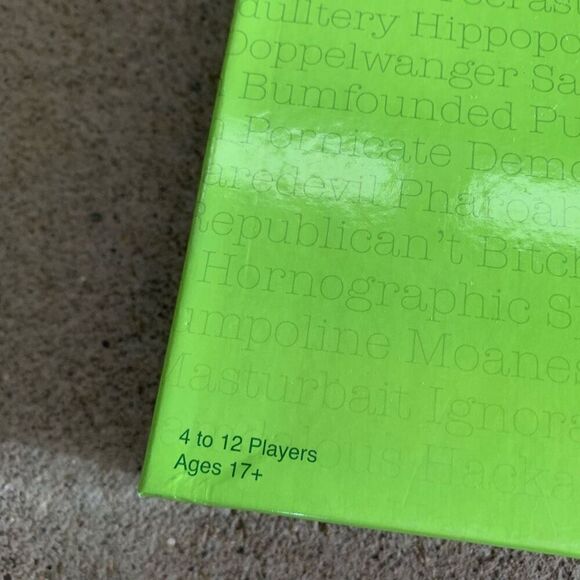 dulltery Hippopo
Doppelwanger Sa
Bumfounded Pu
Pornicate Demo
aredevil Pharoah
Republican't Bitch
Hornographic S
umpoline Moanes
Masturbait Ignora
Hacka
4 to 12 Players
Ages 17+